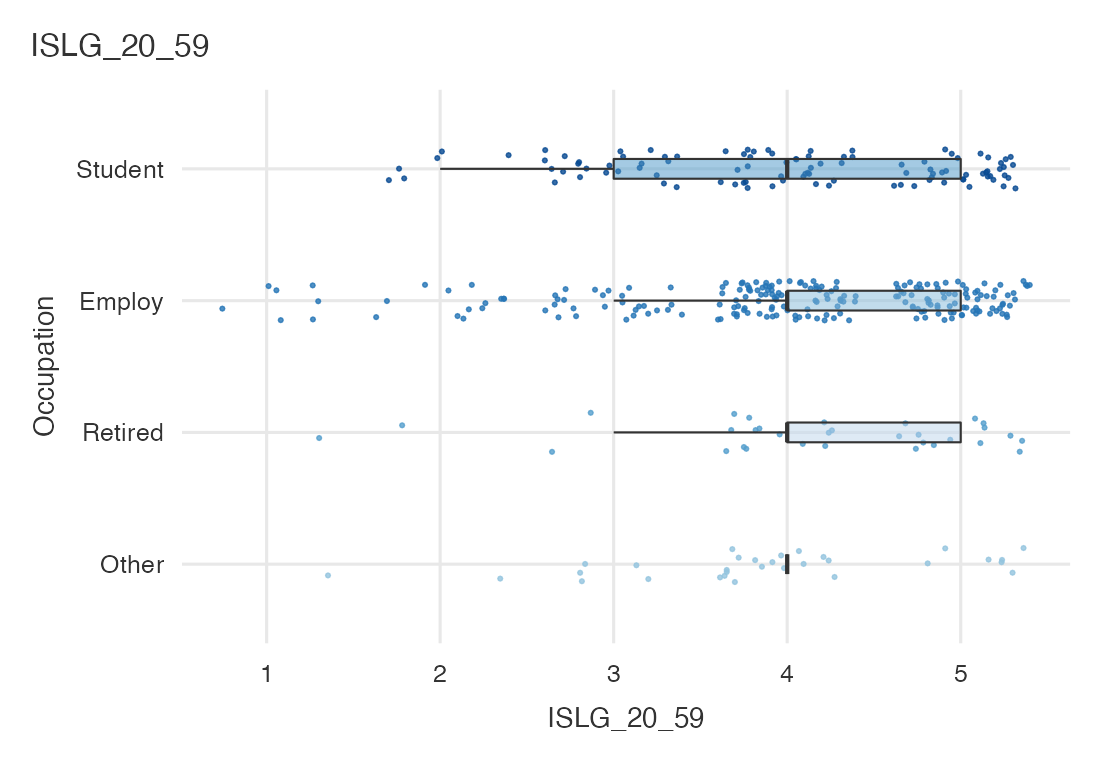 ISLG_20_59
Student
Employ
Retired
Other
Occupation
1 2 3 4 5
ISLG_20_59